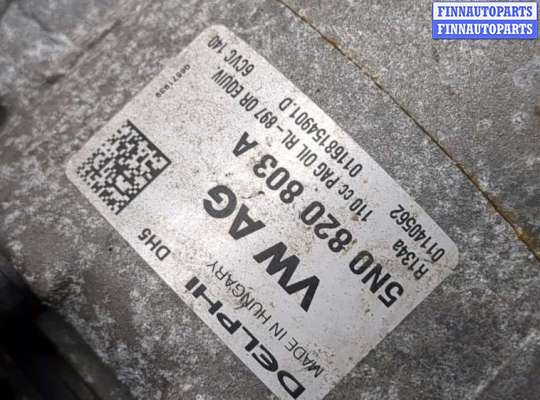 FINNAUTOPARTS
FINNAUTOPARTS
DELPHI
MADE IN HUNGARY
DH5
VW AG
5N0 820 803 A
R134a 110 cc PAG OIL RL-897 OR EQUIV.
01140562 01168154901.D 6CVC 140